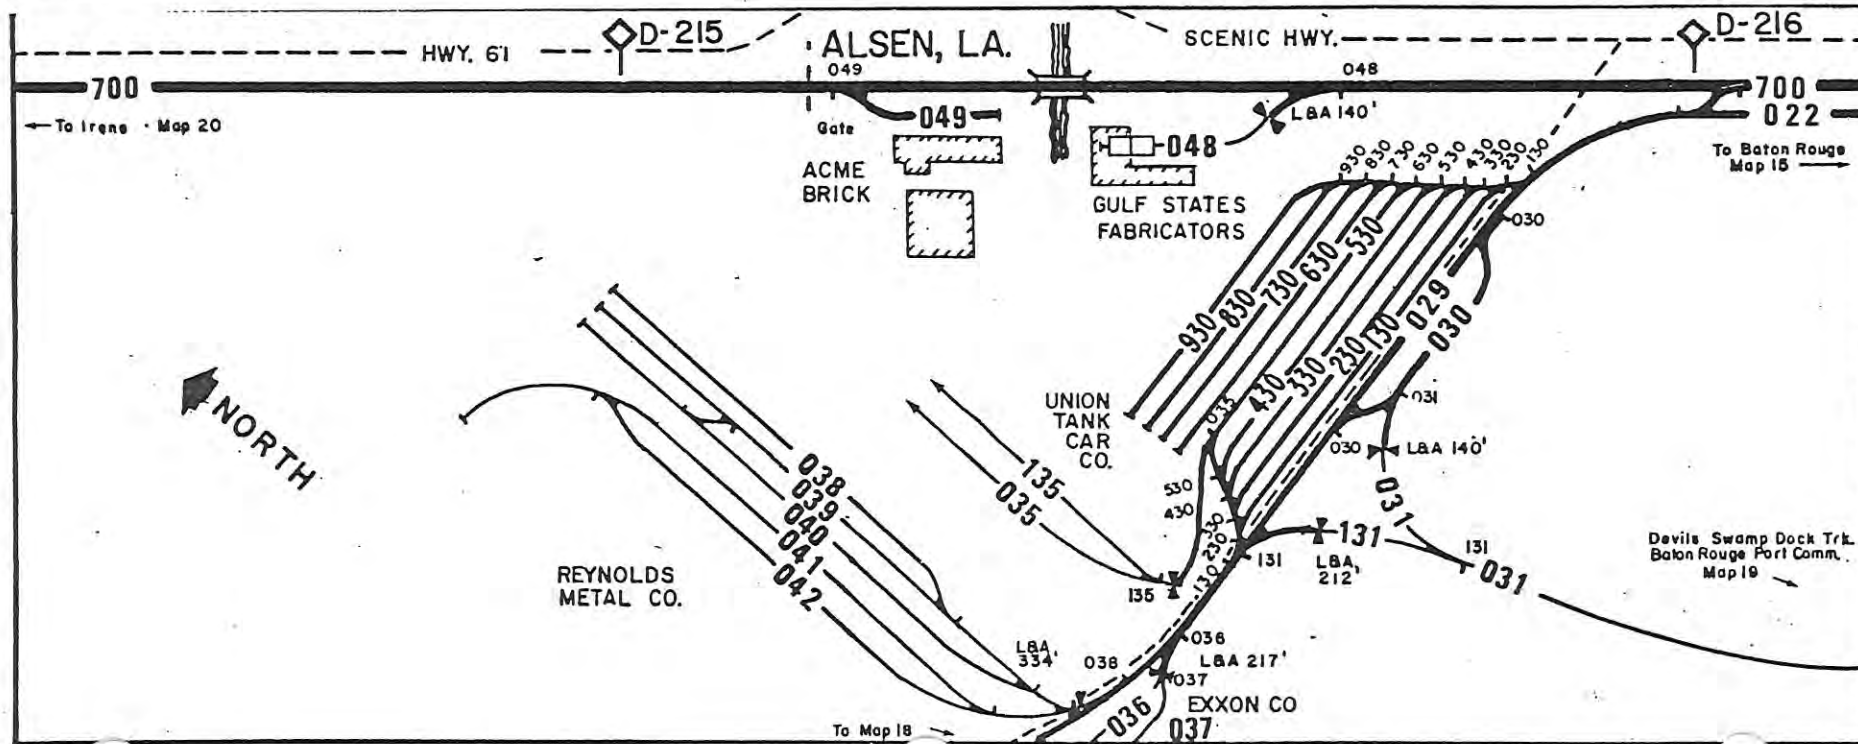 D-215
ALSEN, LA.
SCENIC HWY.
D-216
HWY. 61
049
048
700
700
022
← To Irene · Map 20
Gate
049
L&A 140'
048
To Baton Rouge
Map 15 →
ACME
BRICK
GULF STATES
FABRICATORS
930
830
730
630
530
430
330
230
130
030
930
830
730
630
530
430
330
230
130
029
030
NORTH
UNION
TANK
CAR
CO.
035
031
030
L&A 140'
031
135
035
530
430
330
230
130
131
131
L&A
212'
131
031
Devils Swamp Dock Trk.
Baton Rouge Port Comm.
Map 19
038
039
040
041
042
REYNOLDS
METAL CO.
135
L&A
334'
038
036
L&A 217'
037
EXXON CO
036
037
To Map 18 →